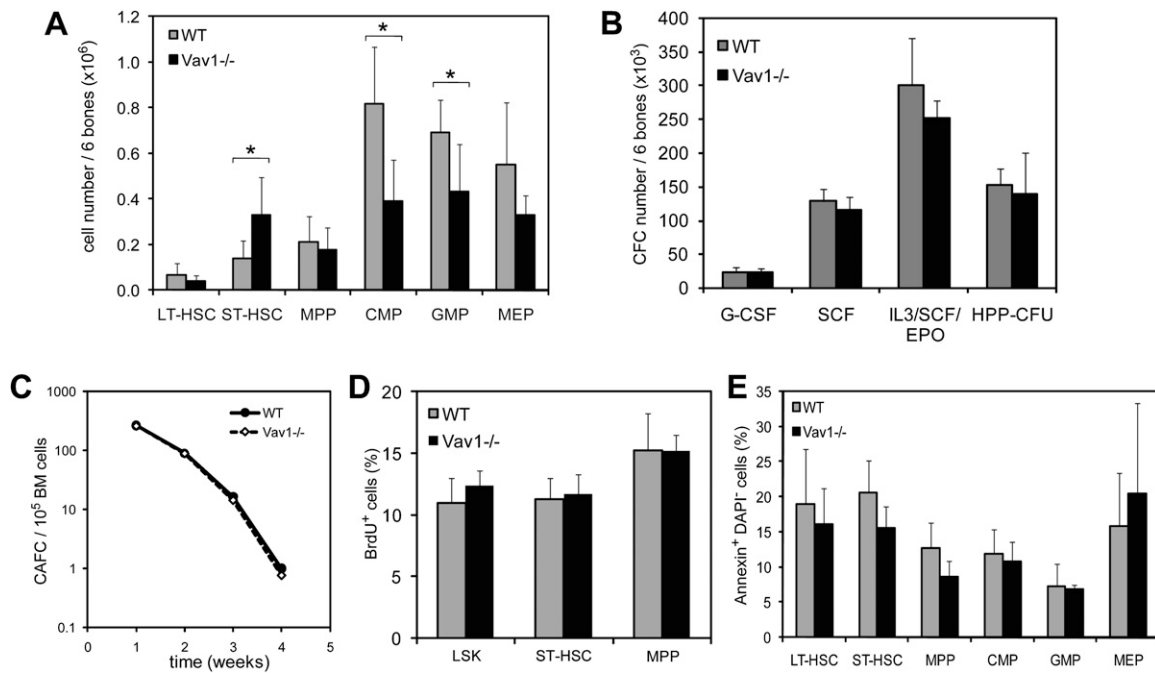 A
cell number / 6 bones (x10⁶)
1.2
1.0
0.8
0.6
0.4
0.2
0.0
WT
Vav1-/-
*
*
*
LT-HSC ST-HSC MPP CMP GMP MEP
B
CFC number / 6 bones (x10³)
400
350
300
250
200
150
100
50
00
WT
Vav1-/-
G-CSF SCF IL3/SCF/ HPP-CFU
EPO
C
CAFC / 10⁵ BM cells
1000
100
10
1
0.1
WT
Vav1-/-
0 1 2 3 4 5
time (weeks)
D
BrdU⁺ cells (%)
20
15
10
5
0
WT
Vav1-/-
LSK ST-HSC MPP
E
Annexin⁺ DAPI⁻ cells (%)
35
30
25
20
15
10
5
0
WT
Vav1-/-
LT-HSC ST-HSC MPP CMP GMP MEP